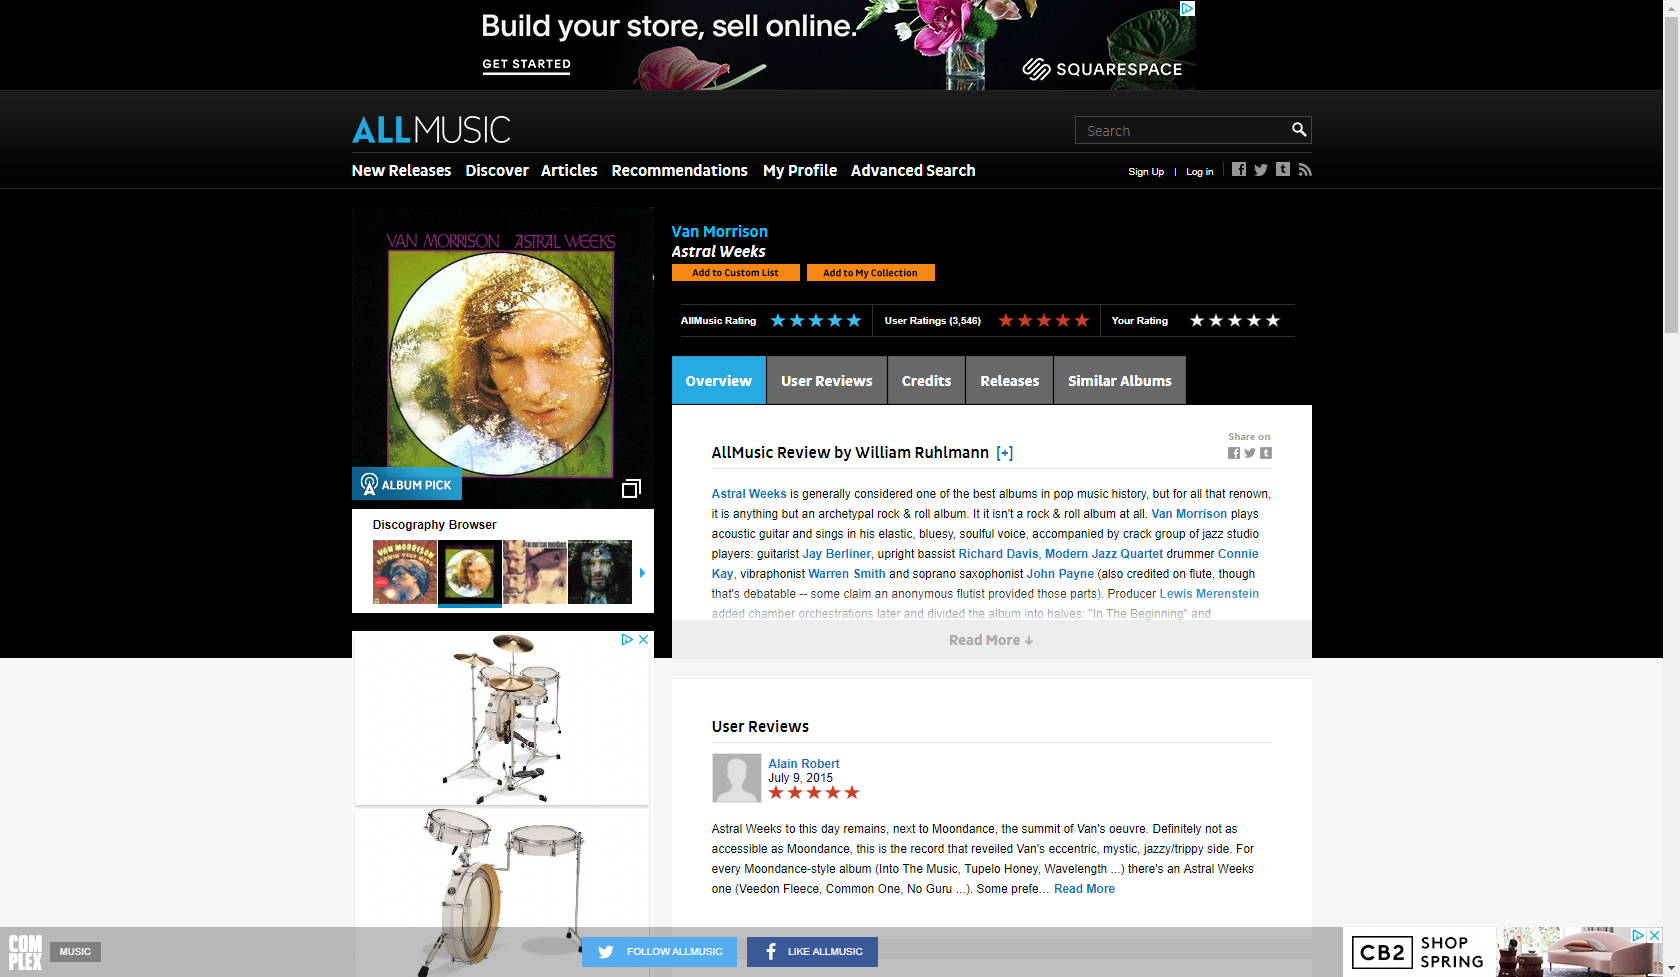 Build your store, sell online.
GET STARTED
SQUARESPACE
ALLMUSIC
Search
New Releases Discover Articles Recommendations My Profile Advanced Search
Sign Up | Log in
VAN MORRISON ASTRAL WEEKS
ALBUM PICK
Van Morrison
Astral Weeks
Add to Custom List Add to My Collection
AllMusic Rating User Ratings (3,546) Your Rating
Overview User Reviews Credits Releases Similar Albums
Share on
AllMusic Review by William Ruhlmann [+]
Astral Weeks is generally considered one of the best albums in pop music history, but for all that renown,
it is anything but an archetypal rock & roll album. It it isn't a rock & roll album at all. Van Morrison plays
acoustic guitar and sings in his elastic, bluesy, soulful voice, accompanied by crack group of jazz studio
players: guitarist Jay Berliner, upright bassist Richard Davis, Modern Jazz Quartet drummer Connie
Kay, vibraphonist Warren Smith and soprano saxophonist John Payne (also credited on flute, though
that's debatable -- some claim an anonymous flutist provided those parts). Producer Lewis Merenstein
added chamber orchestrations later and divided the album into halves: "In The Beginning" and
Read More ↓
Discography Browser
VAN MORRISON
User Reviews
Alain Robert
July 9, 2015
Astral Weeks to this day remains, next to Moondance, the summit of Van's oeuvre. Definitely not as
accessible as Moondance, this is the record that reveiled Van's eccentric, mystic, jazzy/trippy side. For
every Moondance-style album (Into The Music, Tupelo Honey, Wavelength ...) there's an Astral Weeks
one (Veedon Fleece, Common One, No Guru ...). Some prefe... Read More
COMPLEX
MUSIC
FOLLOW ALLMUSIC
LIKE ALLMUSIC
CB2
SHOP
SPRING